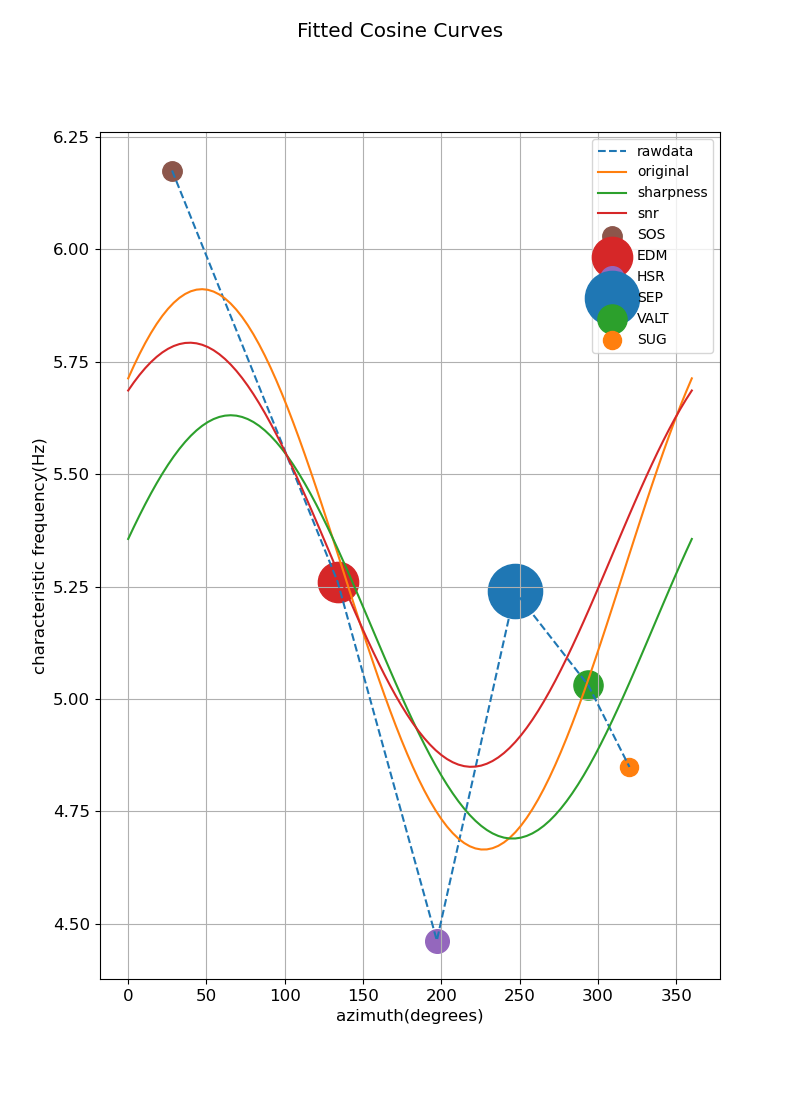 Fitted Cosine Curves
6.25
6.00
5.75
5.50
5.25
5.00
4.75
4.50
characteristic frequency(Hz)
rawdata
original
sharpness
snr
SOS
EDM
HSR
SEP
VALT
SUG
0 50 100 150 200 250 300 350
azimuth(degrees)